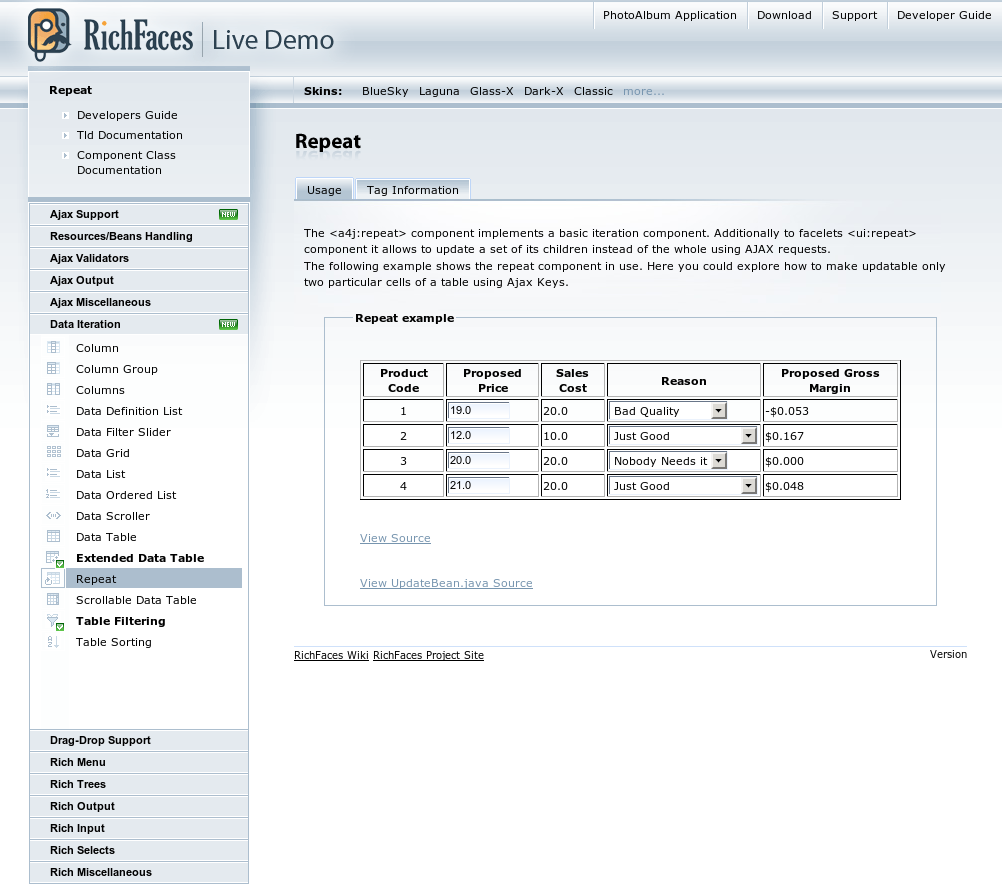 RichFaces Live Demo
PhotoAlbum Application Download Support Developer Guide
Skins: BlueSky Laguna Glass-X Dark-X Classic more...
Repeat
Developers Guide
Tld Documentation
Component Class
Documentation
Ajax Support NEW
Resources/Beans Handling
Ajax Validators
Ajax Output
Ajax Miscellaneous
Data Iteration NEW
Column
Column Group
Columns
Data Definition List
Data Filter Slider
Data Grid
Data List
Data Ordered List
Data Scroller
Data Table
Extended Data Table
Repeat
Scrollable Data Table
Table Filtering
Table Sorting
Drag-Drop Support
Rich Menu
Rich Trees
Rich Output
Rich Input
Rich Selects
Rich Miscellaneous
Repeat
Usage Tag Information
The <a4j:repeat> component implements a basic iteration component. Additionally to facelets <ui:repeat>
component it allows to update a set of its children instead of the whole using AJAX requests.
The following example shows the repeat component in use. Here you could explore how to make updatable only
two particular cells of a table using Ajax Keys.
Repeat example
Product Code Proposed Price Sales Cost Reason Proposed Gross Margin
1 19.0 20.0 Bad Quality -$0.053
2 12.0 10.0 Just Good $0.167
3 20.0 20.0 Nobody Needs it $0.000
4 21.0 20.0 Just Good $0.048
View Source
View UpdateBean.java Source
RichFaces Wiki RichFaces Project Site Version